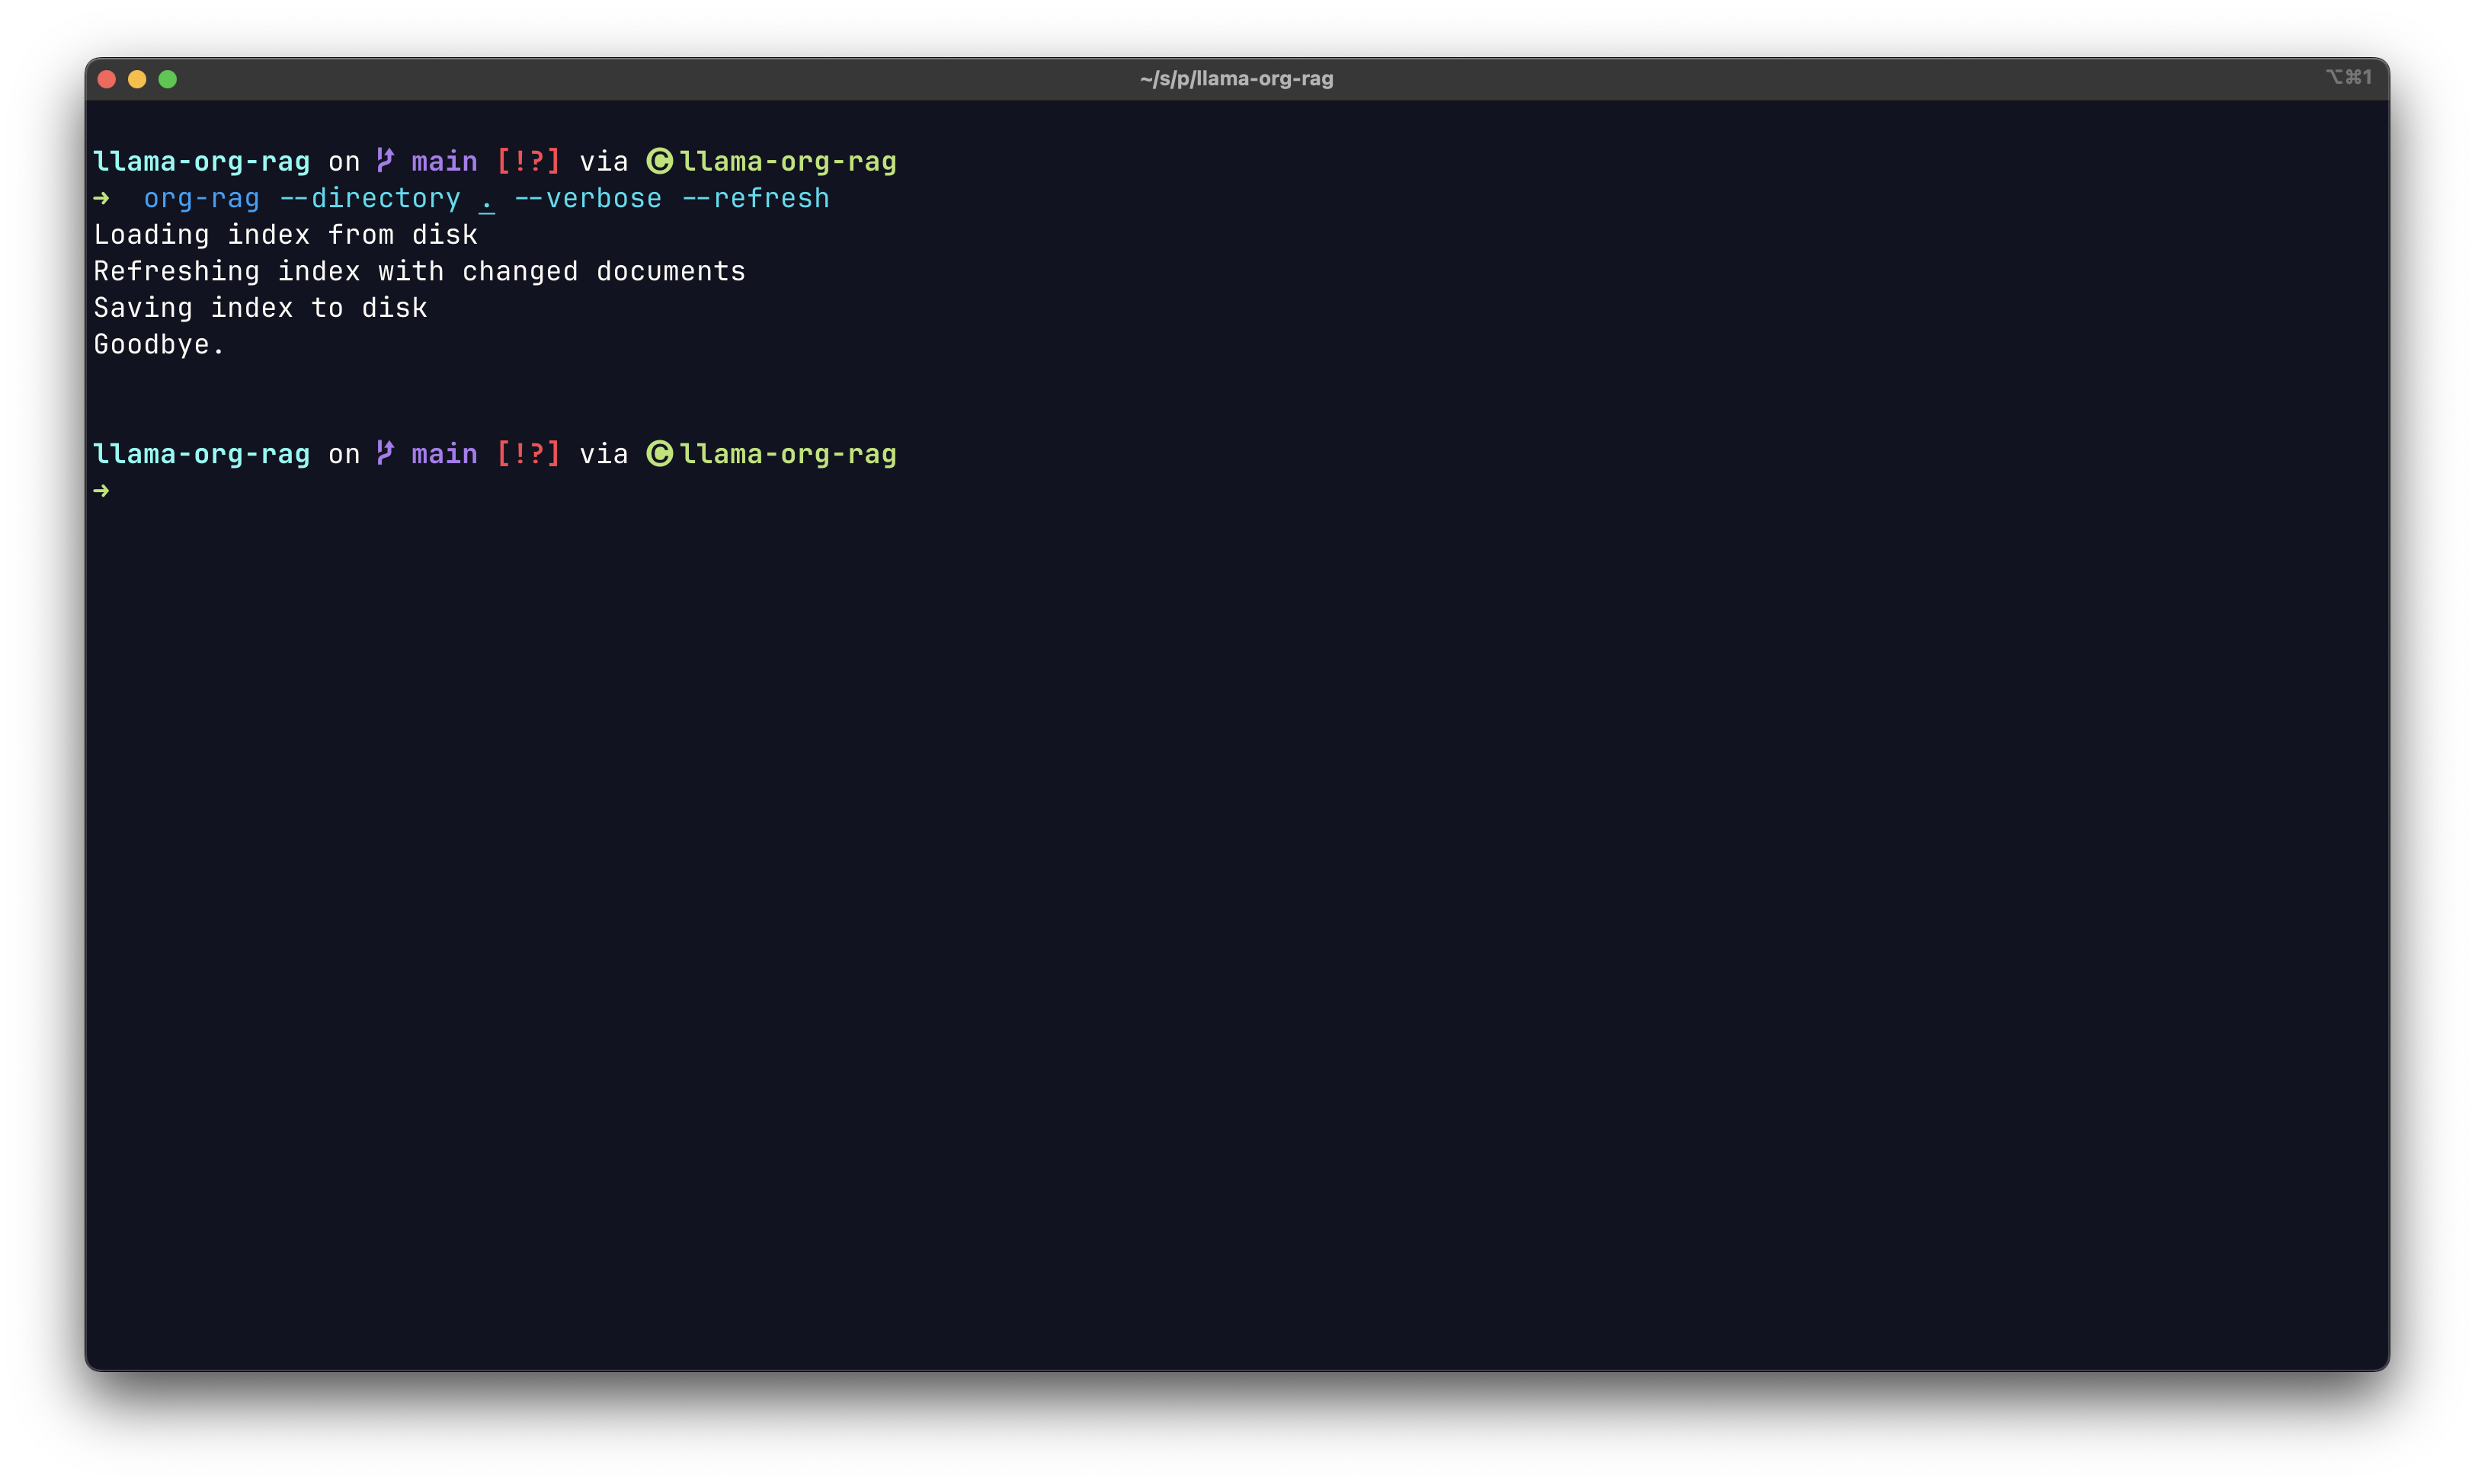 ~/s/p/llama-org-rag ⌥⌘1
llama-org-rag on main [!?] via ©llama-org-rag
➜ org-rag --directory . --verbose --refresh
Loading index from disk
Refreshing index with changed documents
Saving index to disk
Goodbye.
llama-org-rag on main [!?] via ©llama-org-rag
➜